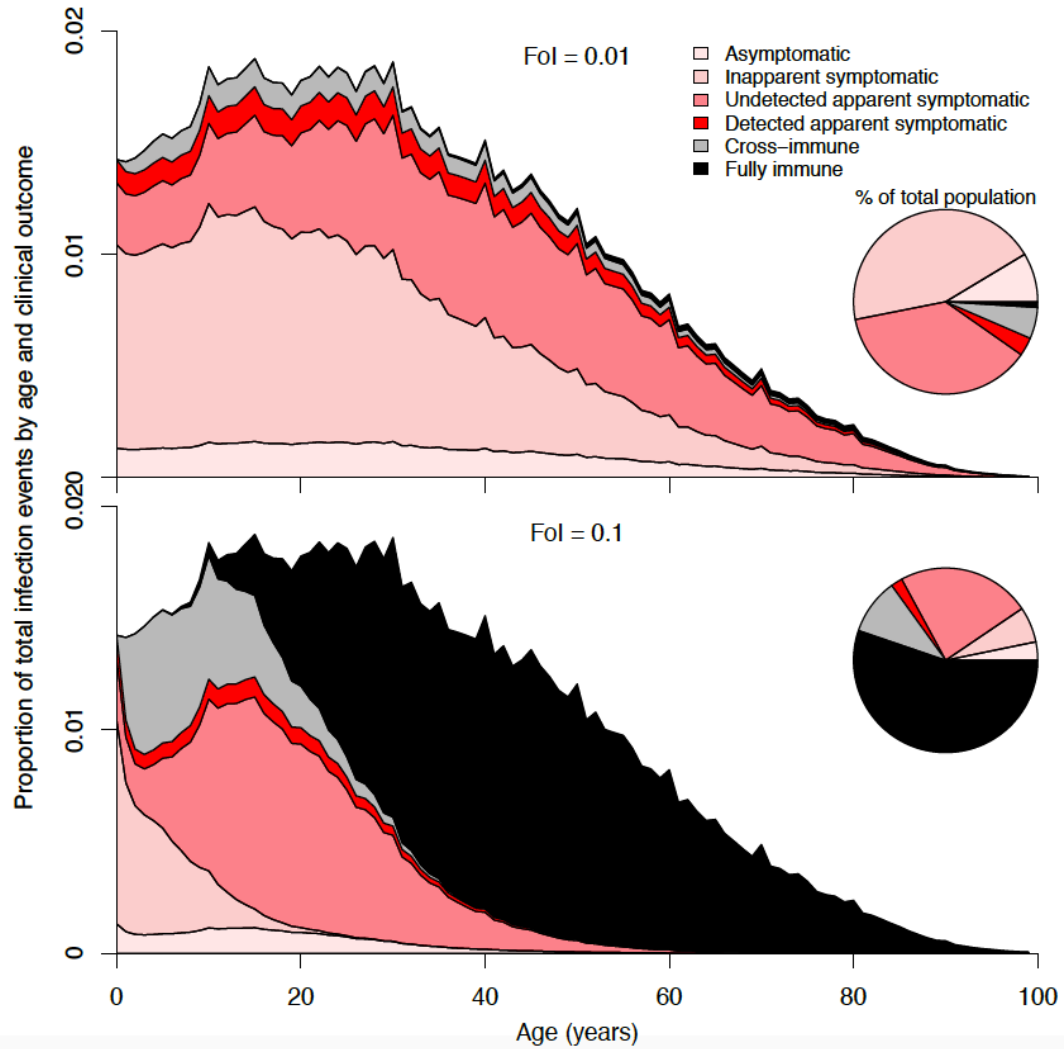 FoI = 0.01
Asymptomatic
Inapparent symptomatic
Undetected apparent symptomatic
Detected apparent symptomatic
Cross−immune
Fully immune
% of total population
0.02
0.01
0.020
FoI = 0.1
0.01
0
Proportion of total infection events by age and clinical outcome
0 20 40 60 80 100
Age (years)